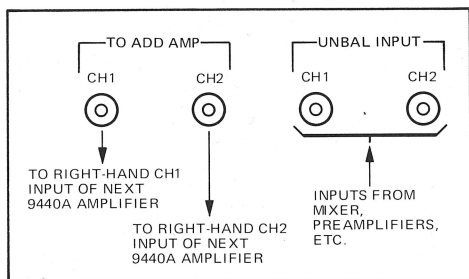 TO ADD AMP
UNBAL INPUT
CH1
CH2
CH1
CH2
TO RIGHT-HAND CH1
INPUT OF NEXT
9440A AMPLIFIER
TO RIGHT-HAND CH2
INPUT OF NEXT
9440A AMPLIFIER
INPUTS FROM
MIXER,
PREAMPLIFIERS,
ETC.